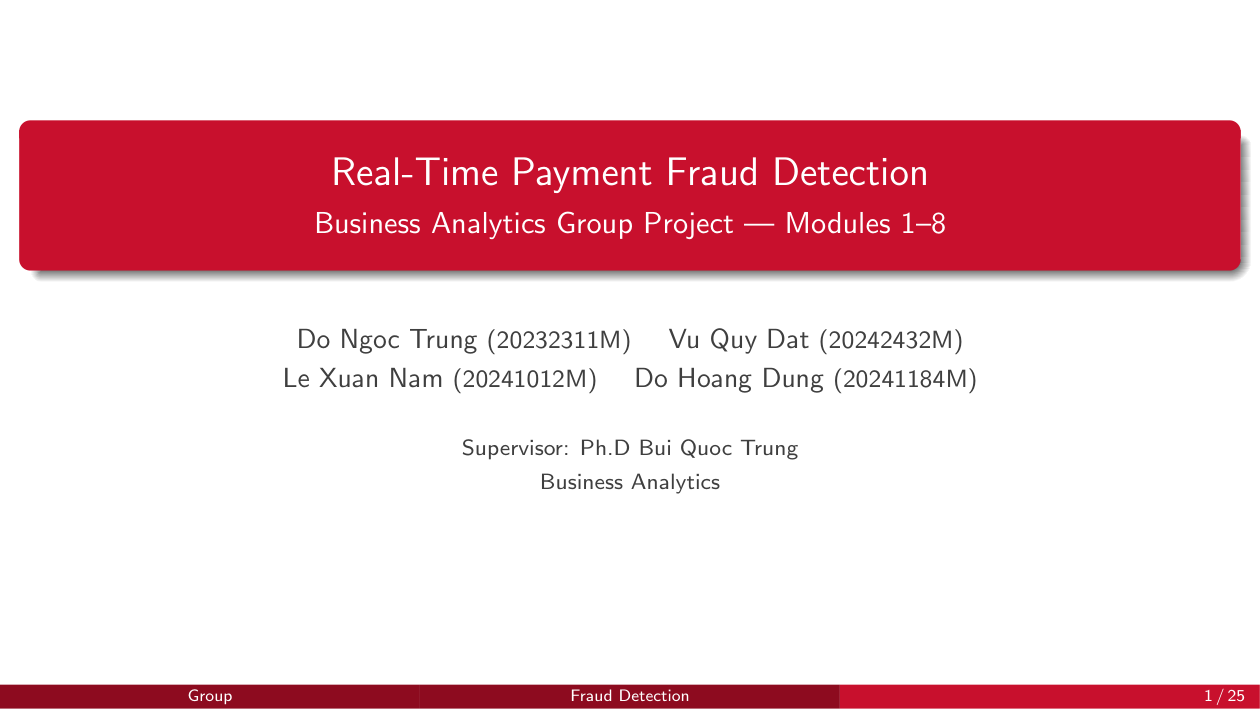 Real-Time Payment Fraud Detection
Business Analytics Group Project — Modules 1–8
Do Ngoc Trung (20232311M) Vu Quy Dat (20242432M)
Le Xuan Nam (20241012M) Do Hoang Dung (20241184M)
Supervisor: Ph.D Bui Quoc Trung
Business Analytics
Group Fraud Detection 1 / 25